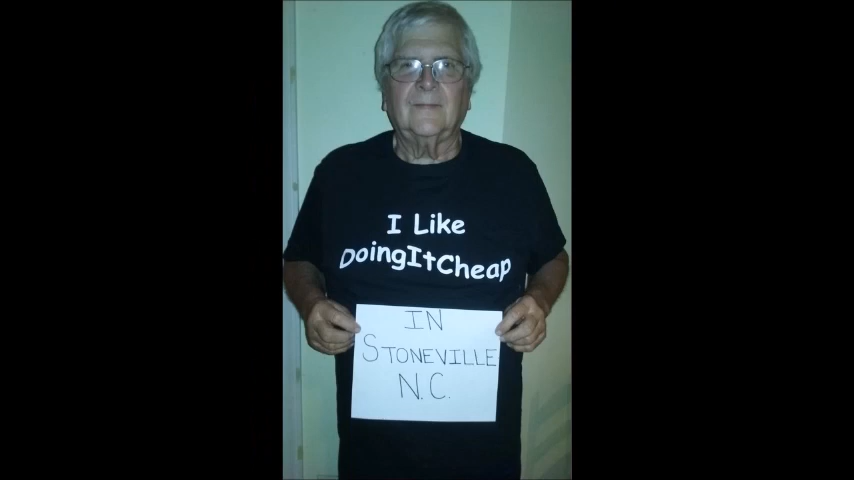 I Like
DoingItCheap
IN
STONEVILLE
N.C.